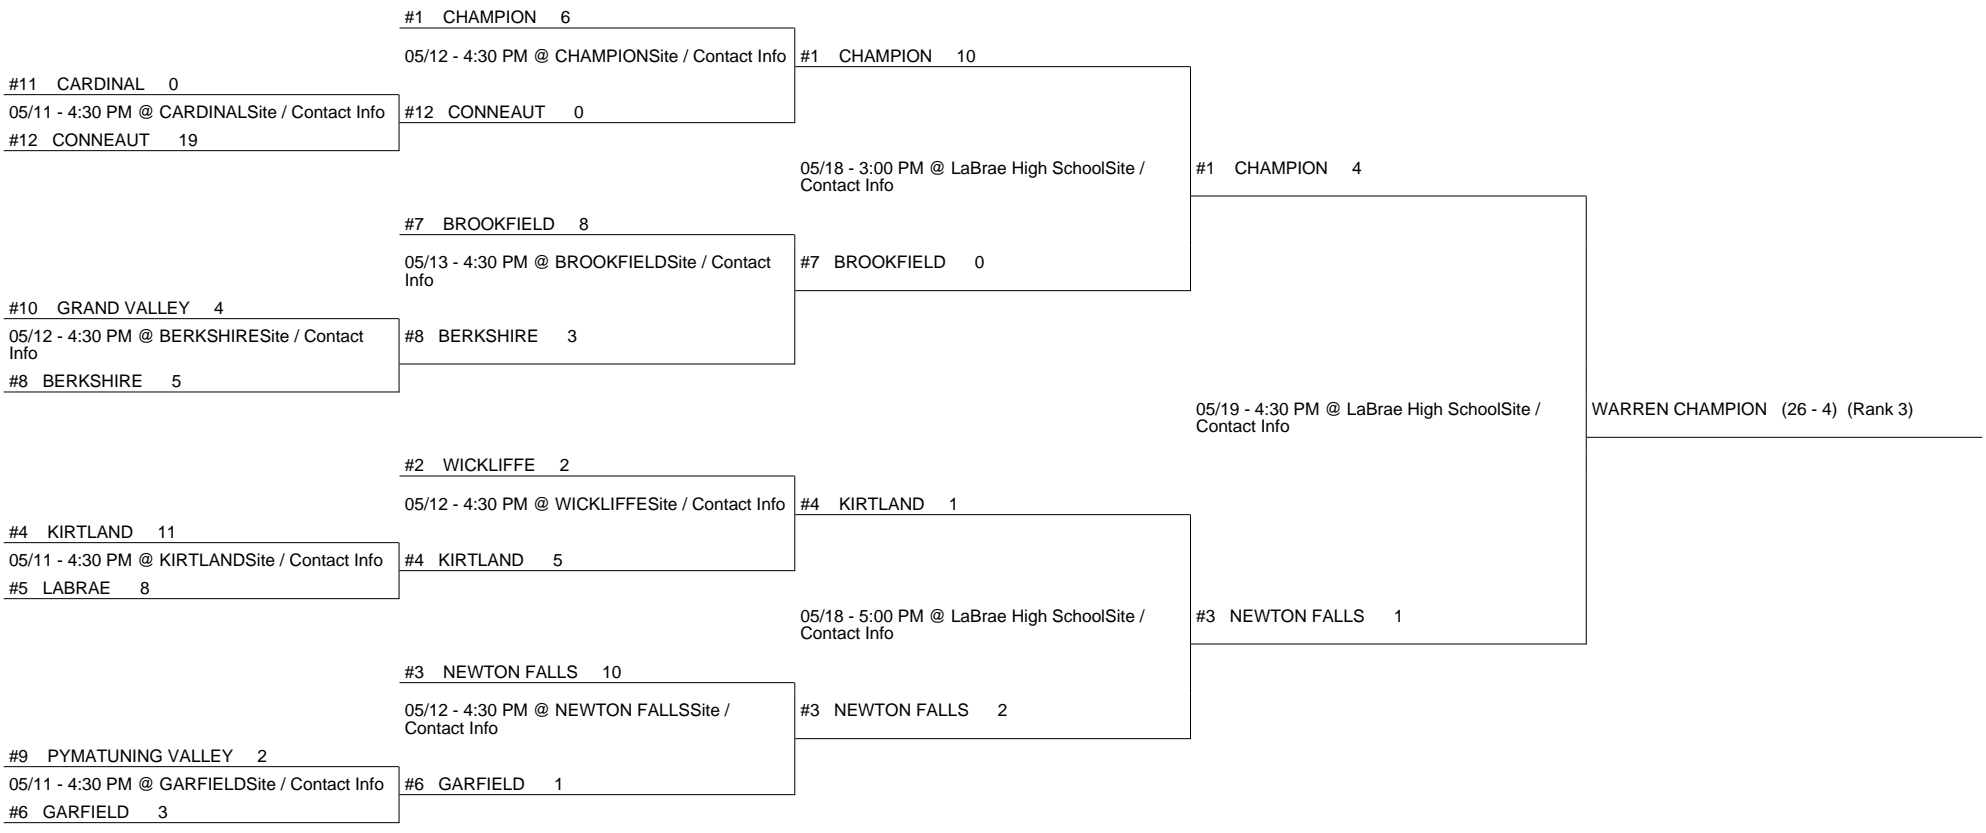 #1 CHAMPION 6
05/12 - 4:30 PM @ CHAMPIONSite / Contact Info
#1 CHAMPION 10
#11 CARDINAL 0
05/11 - 4:30 PM @ CARDINALSite / Contact Info
#12 CONNEAUT 0
#12 CONNEAUT 19
05/18 - 3:00 PM @ LaBrae High SchoolSite /
Contact Info
#1 CHAMPION 4
#7 BROOKFIELD 8
05/13 - 4:30 PM @ BROOKFIELDSite / Contact
Info
#7 BROOKFIELD 0
#10 GRAND VALLEY 4
05/12 - 4:30 PM @ BERKSHIRESite / Contact
Info
#8 BERKSHIRE 3
#8 BERKSHIRE 5
05/19 - 4:30 PM @ LaBrae High SchoolSite /
Contact Info
WARREN CHAMPION (26 - 4) (Rank 3)
#2 WICKLIFFE 2
05/12 - 4:30 PM @ WICKLIFFESite / Contact Info
#4 KIRTLAND 1
#4 KIRTLAND 11
05/11 - 4:30 PM @ KIRTLANDSite / Contact Info
#4 KIRTLAND 5
#5 LABRAE 8
05/18 - 5:00 PM @ LaBrae High SchoolSite /
Contact Info
#3 NEWTON FALLS 1
#3 NEWTON FALLS 10
05/12 - 4:30 PM @ NEWTON FALLSSite /
Contact Info
#3 NEWTON FALLS 2
#9 PYMATUNING VALLEY 2
05/11 - 4:30 PM @ GARFIELDSite / Contact Info
#6 GARFIELD 1
#6 GARFIELD 3